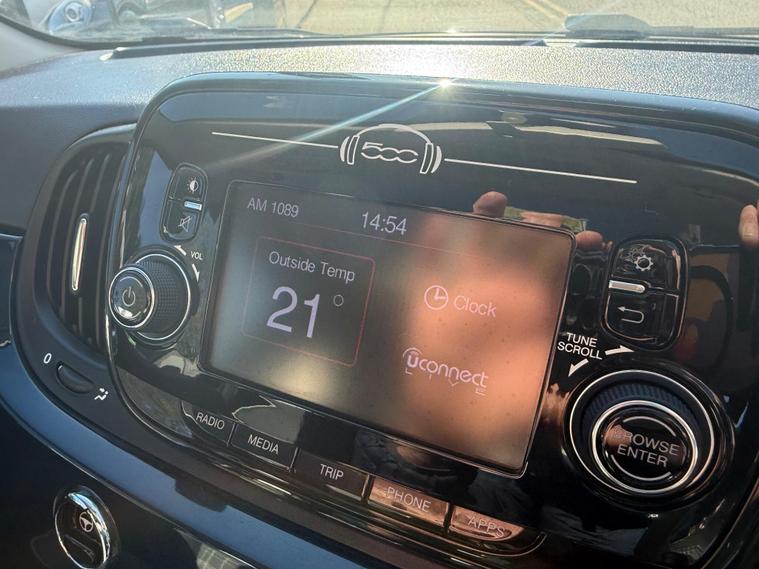 500
AM 1089
14:54
Outside Temp
21°
Clock
uconnect
LIVE
VOL
0
TUNE
SCROLL
BROWSE
ENTER
RADIO
MEDIA
TRIP
PHONE
APPS